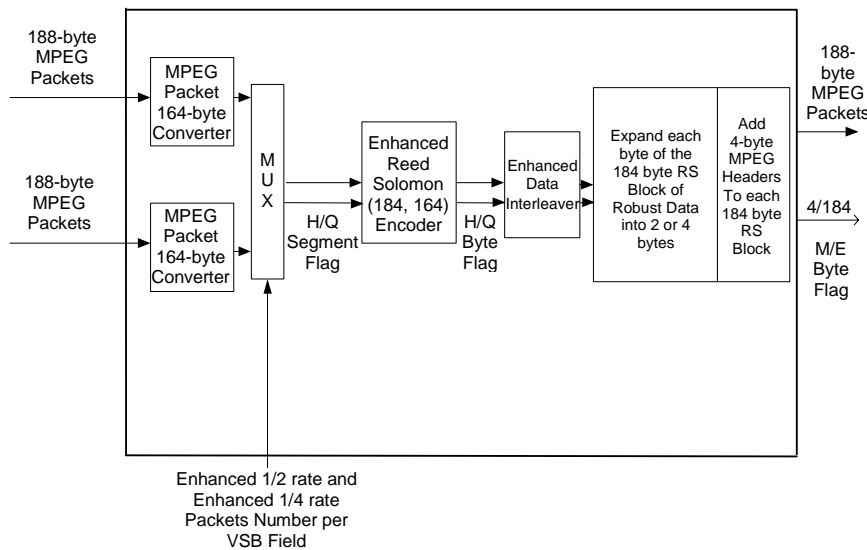 188-byte
MPEG
Packets
MPEG
Packet
164-byte
Converter
188-byte
MPEG
Packets
MPEG
Packet
164-byte
Converter
M
U
X
H/Q
Segment
Flag
Enhanced
Reed
Solomon
(184, 164)
Encoder
H/Q
Byte
Flag
Enhanced
Data
Interleaver
Expand each
byte of the
184 byte RS
Block of
Robust Data
into 2 or 4
bytes
Add
4-byte
MPEG
Headers
To each
184 byte
RS
Block
188-
byte
MPEG
Packets
4/184
M/E
Byte
Flag
Enhanced 1/2 rate and
Enhanced 1/4 rate
Packets Number per
VSB Field